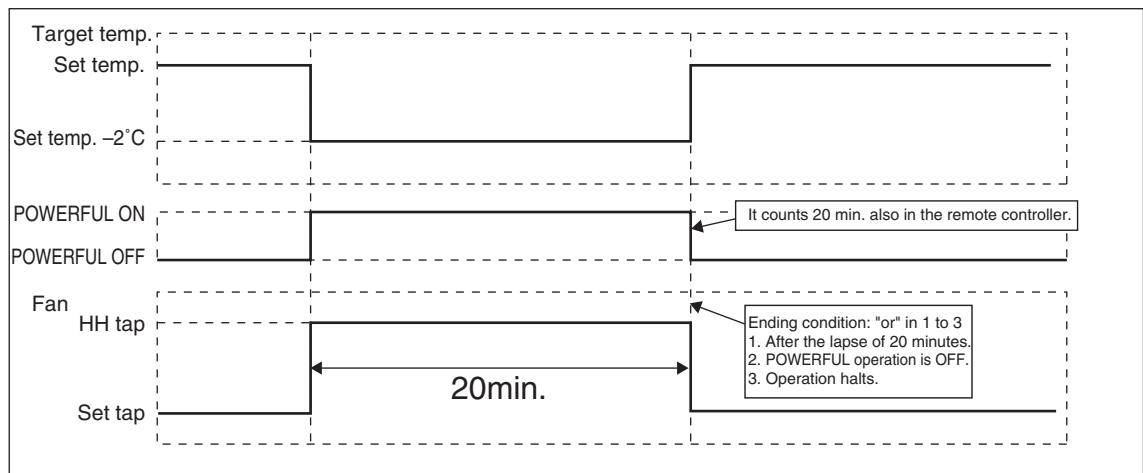 Target temp.
Set temp.
Set temp. –2˚C
POWERFUL ON
It counts 20 min. also in the remote controller.
POWERFUL OFF
Fan
HH tap
Ending condition: "or" in 1 to 3
1. After the lapse of 20 minutes.
2. POWERFUL operation is OFF.
3. Operation halts.
20min.
Set tap